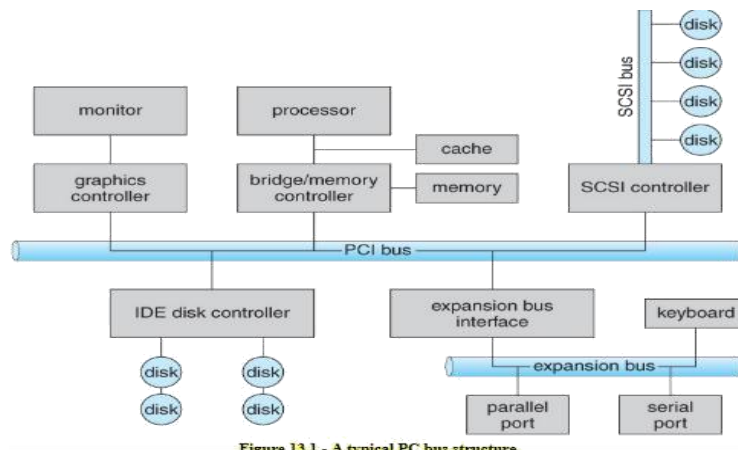 disk
disk
disk
disk
SCSI bus
monitor
processor
cache
graphics
controller
bridge/memory
controller
memory
SCSI controller
PCI bus
IDE disk controller
expansion bus
interface
keyboard
disk
disk
disk
disk
expansion bus
parallel
port
serial
port
Figure 13.1 - A typical PC bus structure.